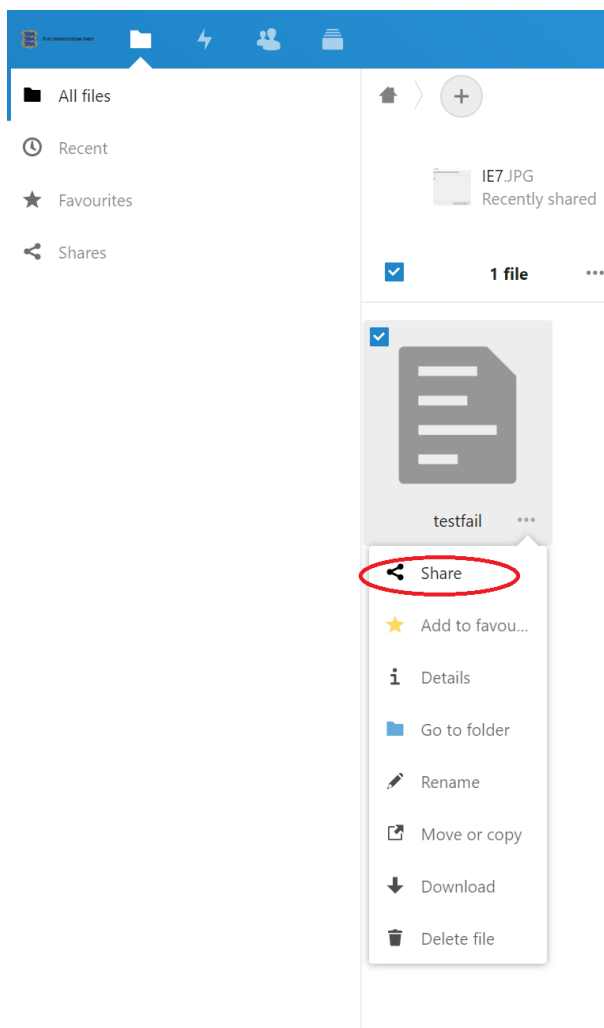 All files
Recent
Favourites
Shares
IE7.JPG
Recently shared
1 file
testfail
Share
Add to favou...
Details
Go to folder
Rename
Move or copy
Download
Delete file